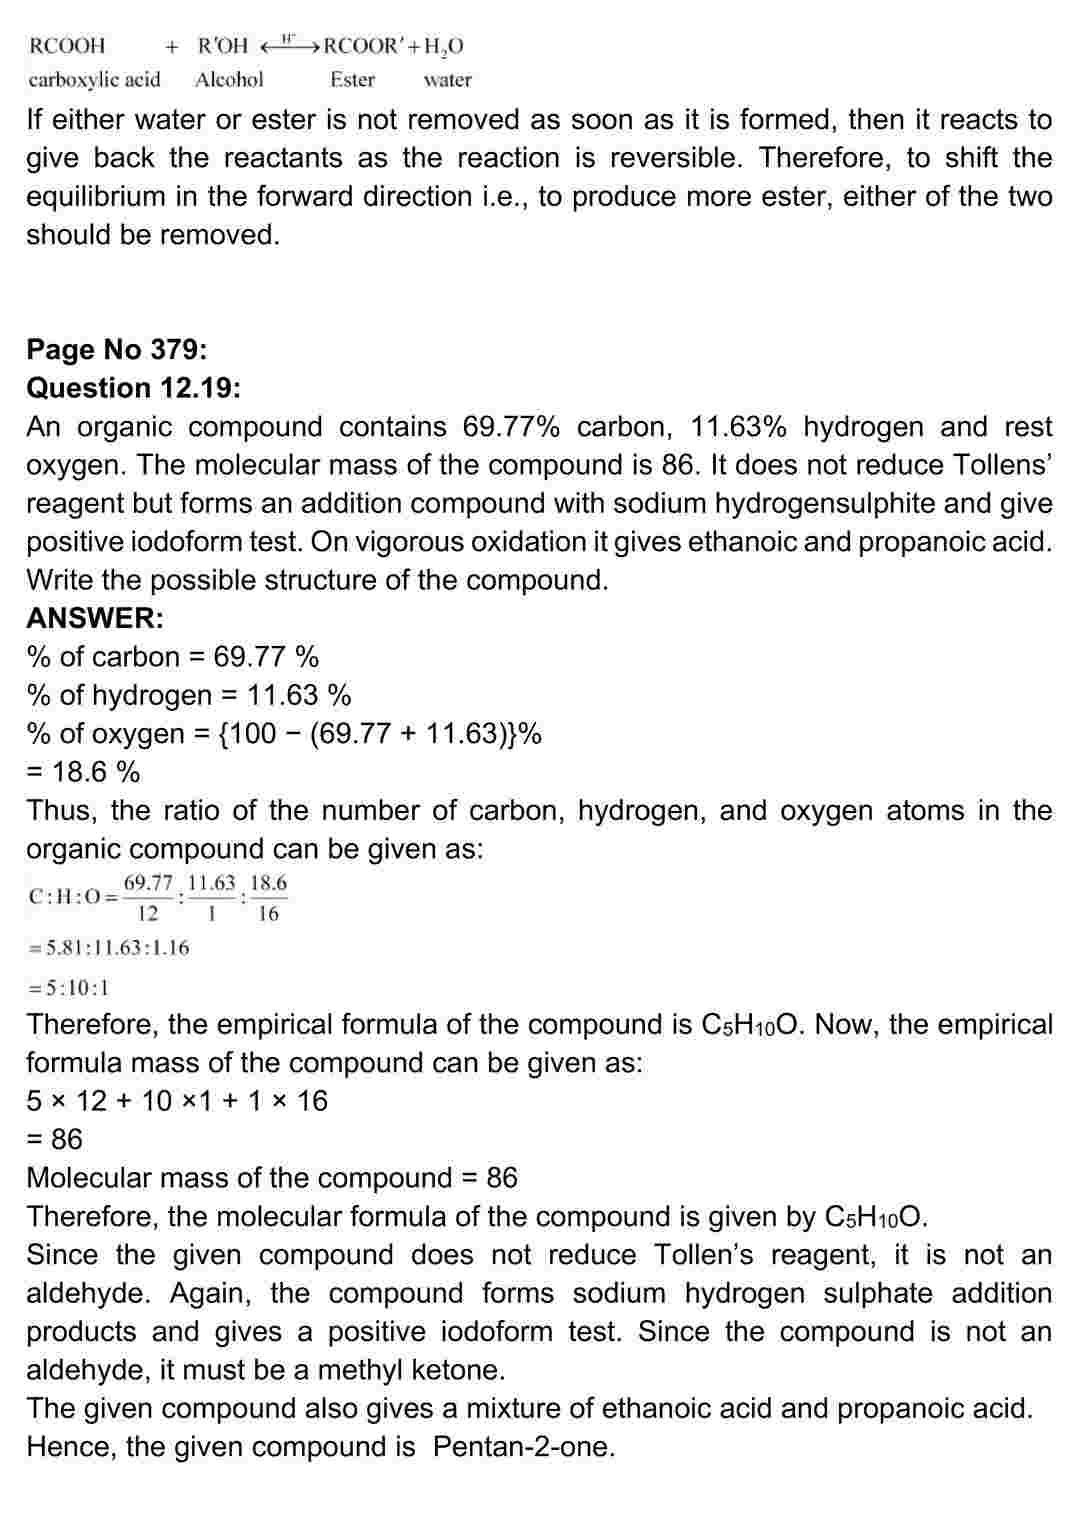 RCOOH + R'OH ⟷ H⁺ RCOOR' + H₂O
carboxylic acid Alcohol Ester water
If either water or ester is not removed as soon as it is formed, then it reacts to
give back the reactants as the reaction is reversible. Therefore, to shift the
equilibrium in the forward direction i.e., to produce more ester, either of the two
should be removed.
Page No 379:
Question 12.19:
An organic compound contains 69.77% carbon, 11.63% hydrogen and rest
oxygen. The molecular mass of the compound is 86. It does not reduce Tollens’
reagent but forms an addition compound with sodium hydrogensulphite and give
positive iodoform test. On vigorous oxidation it gives ethanoic and propanoic acid.
Write the possible structure of the compound.
ANSWER:
% of carbon = 69.77 %
% of hydrogen = 11.63 %
% of oxygen = {100 − (69.77 + 11.63)}%
= 18.6 %
Thus, the ratio of the number of carbon, hydrogen, and oxygen atoms in the
organic compound can be given as:
C:H:O = 69.77/12 : 11.63/1 : 18.6/16
= 5.81:11.63:1.16
= 5:10:1
Therefore, the empirical formula of the compound is C₅H₁₀O. Now, the empirical
formula mass of the compound can be given as:
5 × 12 + 10 ×1 + 1 × 16
= 86
Molecular mass of the compound = 86
Therefore, the molecular formula of the compound is given by C₅H₁₀O.
Since the given compound does not reduce Tollen’s reagent, it is not an
aldehyde. Again, the compound forms sodium hydrogen sulphate addition
products and gives a positive iodoform test. Since the compound is not an
aldehyde, it must be a methyl ketone.
The given compound also gives a mixture of ethanoic acid and propanoic acid.
Hence, the given compound is Pentan-2-one.